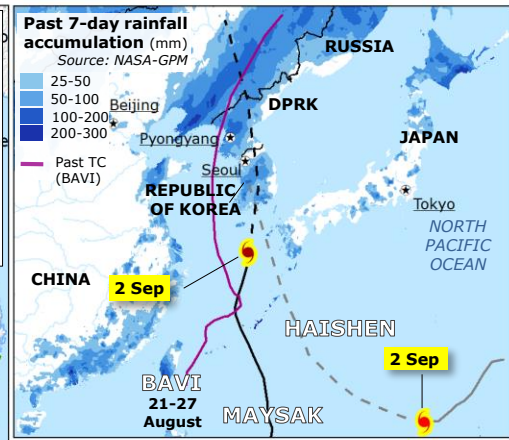 Past 7-day rainfall
accumulation (mm)
Source: NASA-GPM
25-50
50-100
100-200
200-300
Past TC
(BAVI)
RUSSIA
Beijing
DPRK
Pyongyang
JAPAN
Seoul
REPUBLIC
OF KOREA
Tokyo
NORTH
PACIFIC
OCEAN
CHINA
2 Sep
HAISHEN
2 Sep
BAVI
21-27
August
MAYSAK